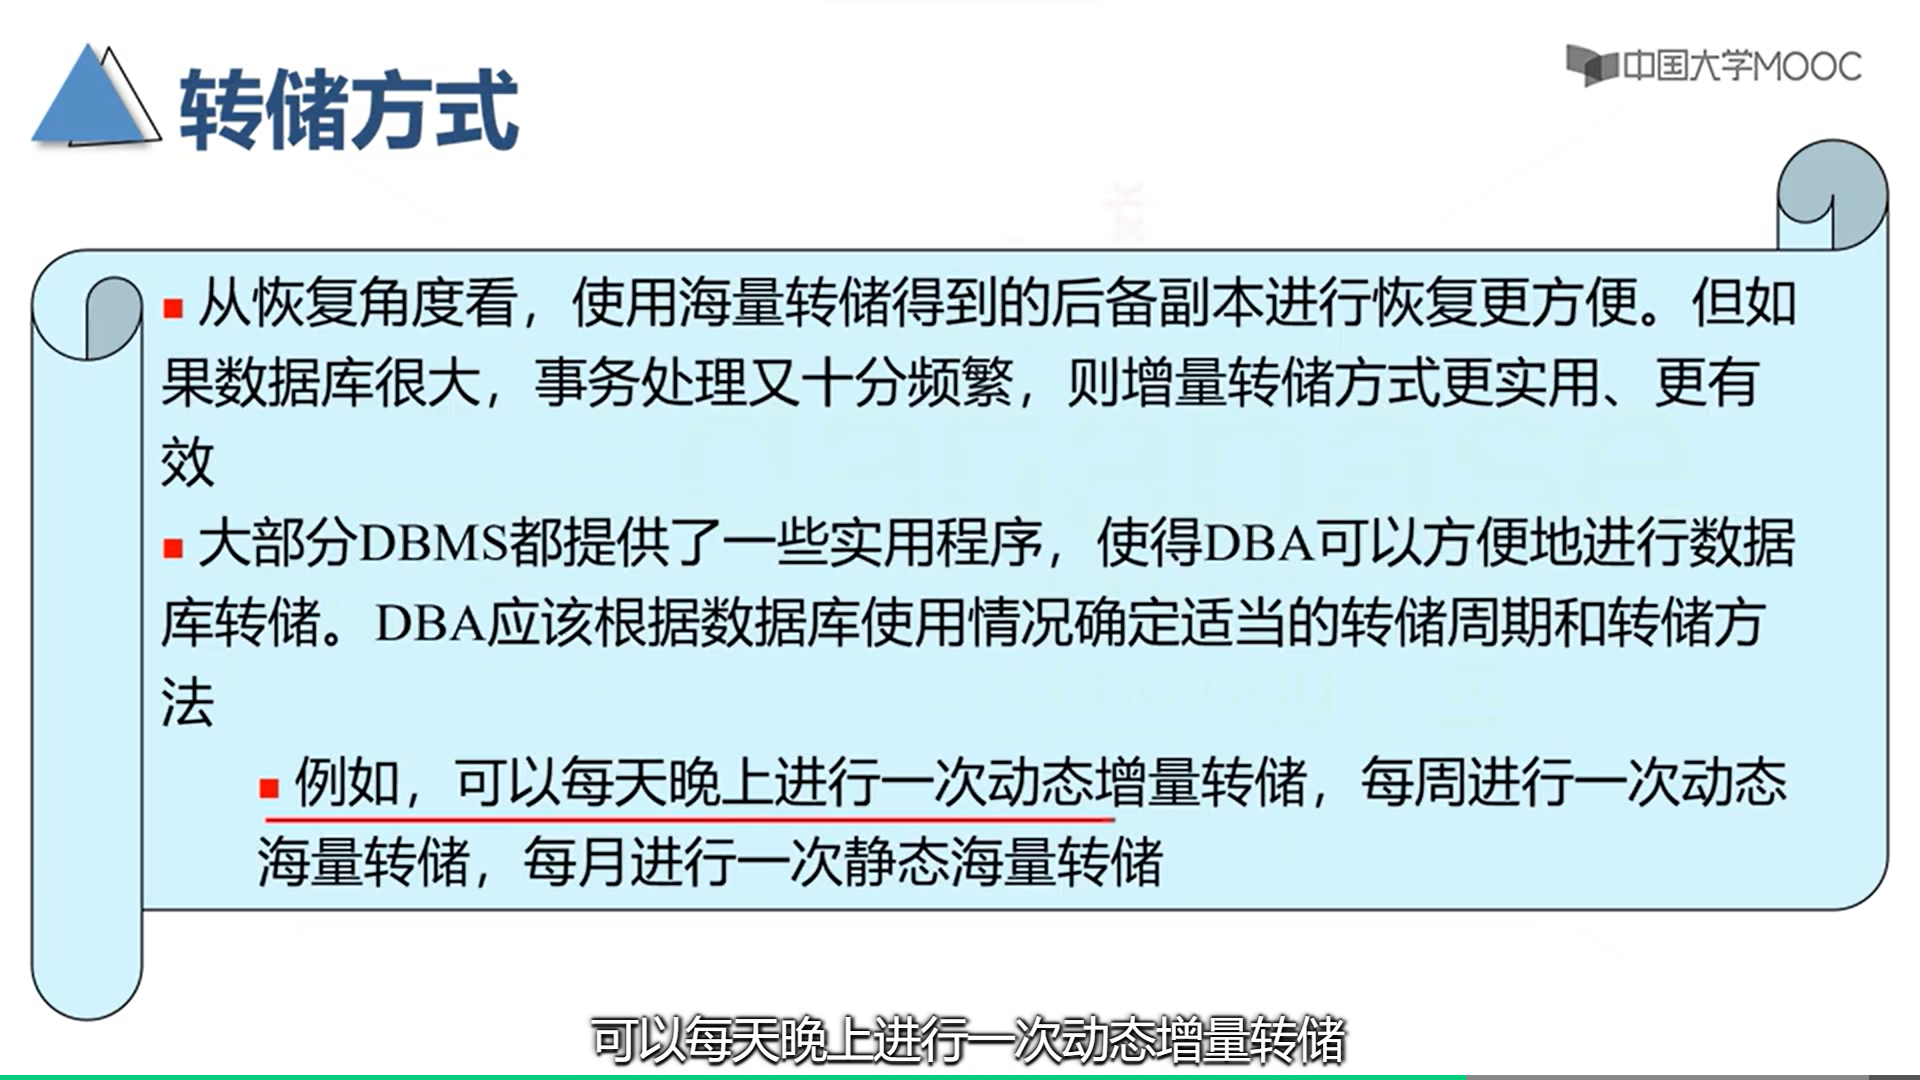 转储方式
中国大学MOOC
从恢复角度看，使用海量转储得到的后备副本进行恢复更方便。但如
果数据库很大，事务处理又十分频繁，则增量转储方式更实用、更有
效
大部分DBMS都提供了一些实用程序，使得DBA可以方便地进行数据
库转储。DBA应该根据数据库使用情况确定适当的转储周期和转储方
法
例如，可以每天晚上进行一次动态增量转储，每周进行一次动态
海量转储，每月进行一次静态海量转储
可以每天晚上进行一次动态增量转储